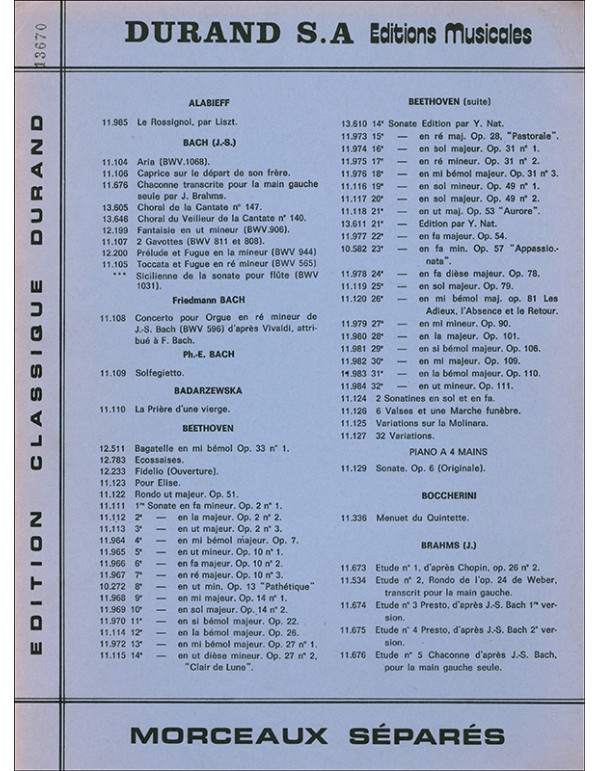 13670
DURAND S.A Editions Musicales
EDITION CLASSIQUE DURAND
ALABIEFF
11.985 Le Rossignol, par Liszt.
BACH (J.-S.)
11.104 Aria (BWV.1068).
11.106 Caprice sur le départ de son frère.
11.676 Chaconne transcrite pour la main gauche
seule par J. Brahms.
13.605 Choral de la Cantate n° 147.
13.646 Choral du Veilleur de la Cantate n° 140.
12.199 Fantaisie en ut mineur (BWV.906).
11.107 2 Gavottes (BWV 811 et 808).
12.200 Prélude et Fugue en la mineur (BWV 944)
11.105 Toccata et Fugue en ré mineur (BWV 565)
*** Sicilienne de la sonate pour flûte (BWV
1031).
Friedmann BACH
11.108 Concerto pour Orgue en ré mineur de
J.-S. Bach (BWV 596) d'après Vivaldi, attri-
bué à F. Bach.
Ph.-E. BACH
11.109 Solfegietto.
BADARZEWSKA
11.110 La Prière d'une vierge.
BEETHOVEN
12.511 Bagatelle en mi bémol Op. 33 n° 1.
12.783 Ecossaises.
12.233 Fidelio (Ouverture).
11.123 Pour Elise.
11.122 Rondo ut majeur. Op. 51.
11.111 1re Sonate en fa mineur. Op. 2 n° 1.
11.112 2e — en la majeur. Op. 2 n° 2.
11.113 3e — en ut majeur. Op. 2 n° 3.
11.964 4e — en mi bémol majeur. Op. 7.
11.965 5e — en ut mineur. Op. 10 n° 1.
11.966 6e — en fa majeur. Op. 10 n° 2.
11.967 7e — en ré majeur. Op. 10 n° 3.
10.272 8e — en ut min. Op. 13 "Pathétique"
11.968 9e — en mi majeur. Op. 14 n° 1.
11.969 10e — en sol majeur. Op. 14 n° 2.
11.970 11e — en si bémol majeur. Op. 22.
11.114 12e — en la bémol majeur. Op. 26.
11.972 13e — en mi bémol majeur. Op. 27 n° 1.
11.115 14e — en ut dièse mineur. Op. 27 n° 2,
"Clair de Lune".
BEETHOVEN (suite)
13.610 14e Sonate Edition par Y. Nat.
11.973 15e — en ré maj. Op. 28, "Pastorale".
11.974 16e — en sol majeur. Op. 31 n° 1.
11.975 17e — en ré mineur. Op. 31 n° 2.
11.976 18e — en mi bémol majeur. Op. 31 n° 3.
11.116 19e — en sol mineur. Op. 49 n° 1.
11.117 20e — en sol majeur. Op. 49 n° 2.
11.118 21e — en ut maj. Op. 53 "Aurore".
13.611 21e — Edition par Y. Nat.
11.977 22e — en fa majeur. Op. 54.
10.582 23e — en fa min. Op. 57 "Appassio-
nata".
11.978 24e — en fa dièse majeur. Op. 78.
11.119 25e — en sol majeur. Op. 79.
11.120 26e — en mi bémol maj. op. 81 Les
Adieux, l'Absence et le Retour.
11.979 27e — en mi mineur. Op. 90.
11.980 28e — en la majeur. Op. 101.
11.981 29e — en si bémol majeur. Op. 106.
11.982 30e — en mi majeur. Op. 109.
11.983 31e — en la bémol majeur. Op. 110.
11.984 32e — en ut mineur. Op. 111.
11.124 2 Sonatines en sol et en fa.
11.126 6 Valses et une Marche funèbre.
11.125 Variations sur la Molinara.
11.127 32 Variations.
PIANO A 4 MAINS
11.129 Sonate. Op. 6 (Originale).
BOCCHERINI
11.336 Menuet du Quintette.
BRAHMS (J.)
11.673 Etude n° 1, d'après Chopin, op. 26 n° 2.
11.534 Etude n° 2, Rondo de l'op. 24 de Weber,
transcrit pour la main gauche.
11.674 Etude n° 3 Presto, d'après J.-S. Bach 1re ver-
sion.
11.675 Etude n° 4 Presto, d'après J.-S. Bach 2e ver-
sion.
11.676 Etude n° 5 Chaconne d'après J.-S. Bach,
pour la main gauche seule.
MORCEAUX SÉPARÉS